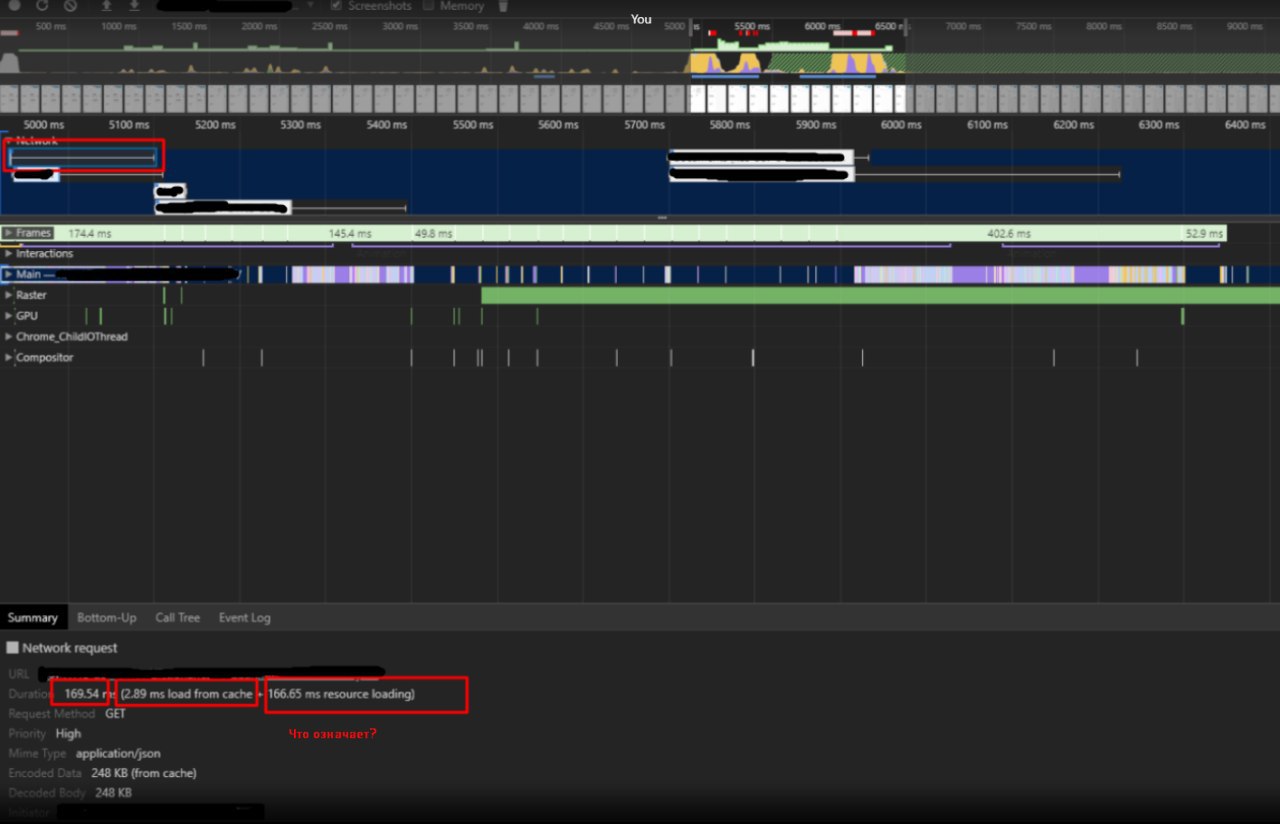 Screenshots Memory
You
500 ms 1000 ms 1500 ms 2000 ms 2500 ms 3000 ms 3500 ms 4000 ms 4500 ms 5000 5500 ms 6000 ms 6500 7000 ms 7500 ms 8000 ms 8500 ms 9000 ms
5000 ms 5100 ms 5200 ms 5300 ms 5400 ms 5500 ms 5600 ms 5700 ms 5800 ms 5900 ms 6000 ms 6100 ms 6200 ms 6300 ms 6400 ms
Network
Frames 174.4 ms 145.4 ms 49.8 ms 402.6 ms 52.9 ms
Interactions
Animation Animation
Main —
Raster
GPU
Chrome_ChildIOThread
Compositor
Summary Bottom-Up Call Tree Event Log
Network request
URL
Duration 169.54 ms (2.89 ms load from cache + 166.65 ms resource loading)
Request Method GET
Что означает?
Priority High
Mime Type application/json
Encoded Data 248 KB (from cache)
Decoded Body 248 KB
Initiator